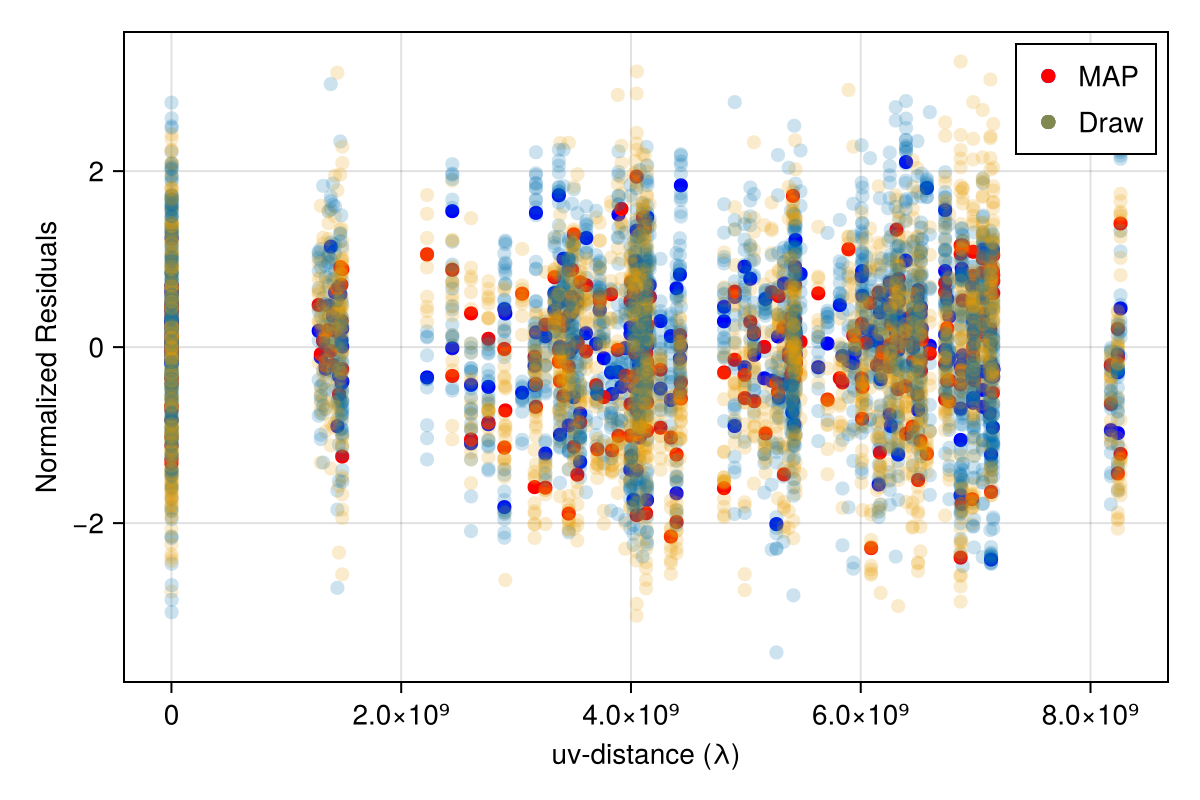 MAP
Draw
Normalized Residuals
2
0
−2
0
2.0×10⁹
4.0×10⁹
6.0×10⁹
8.0×10⁹
uv-distance (λ)